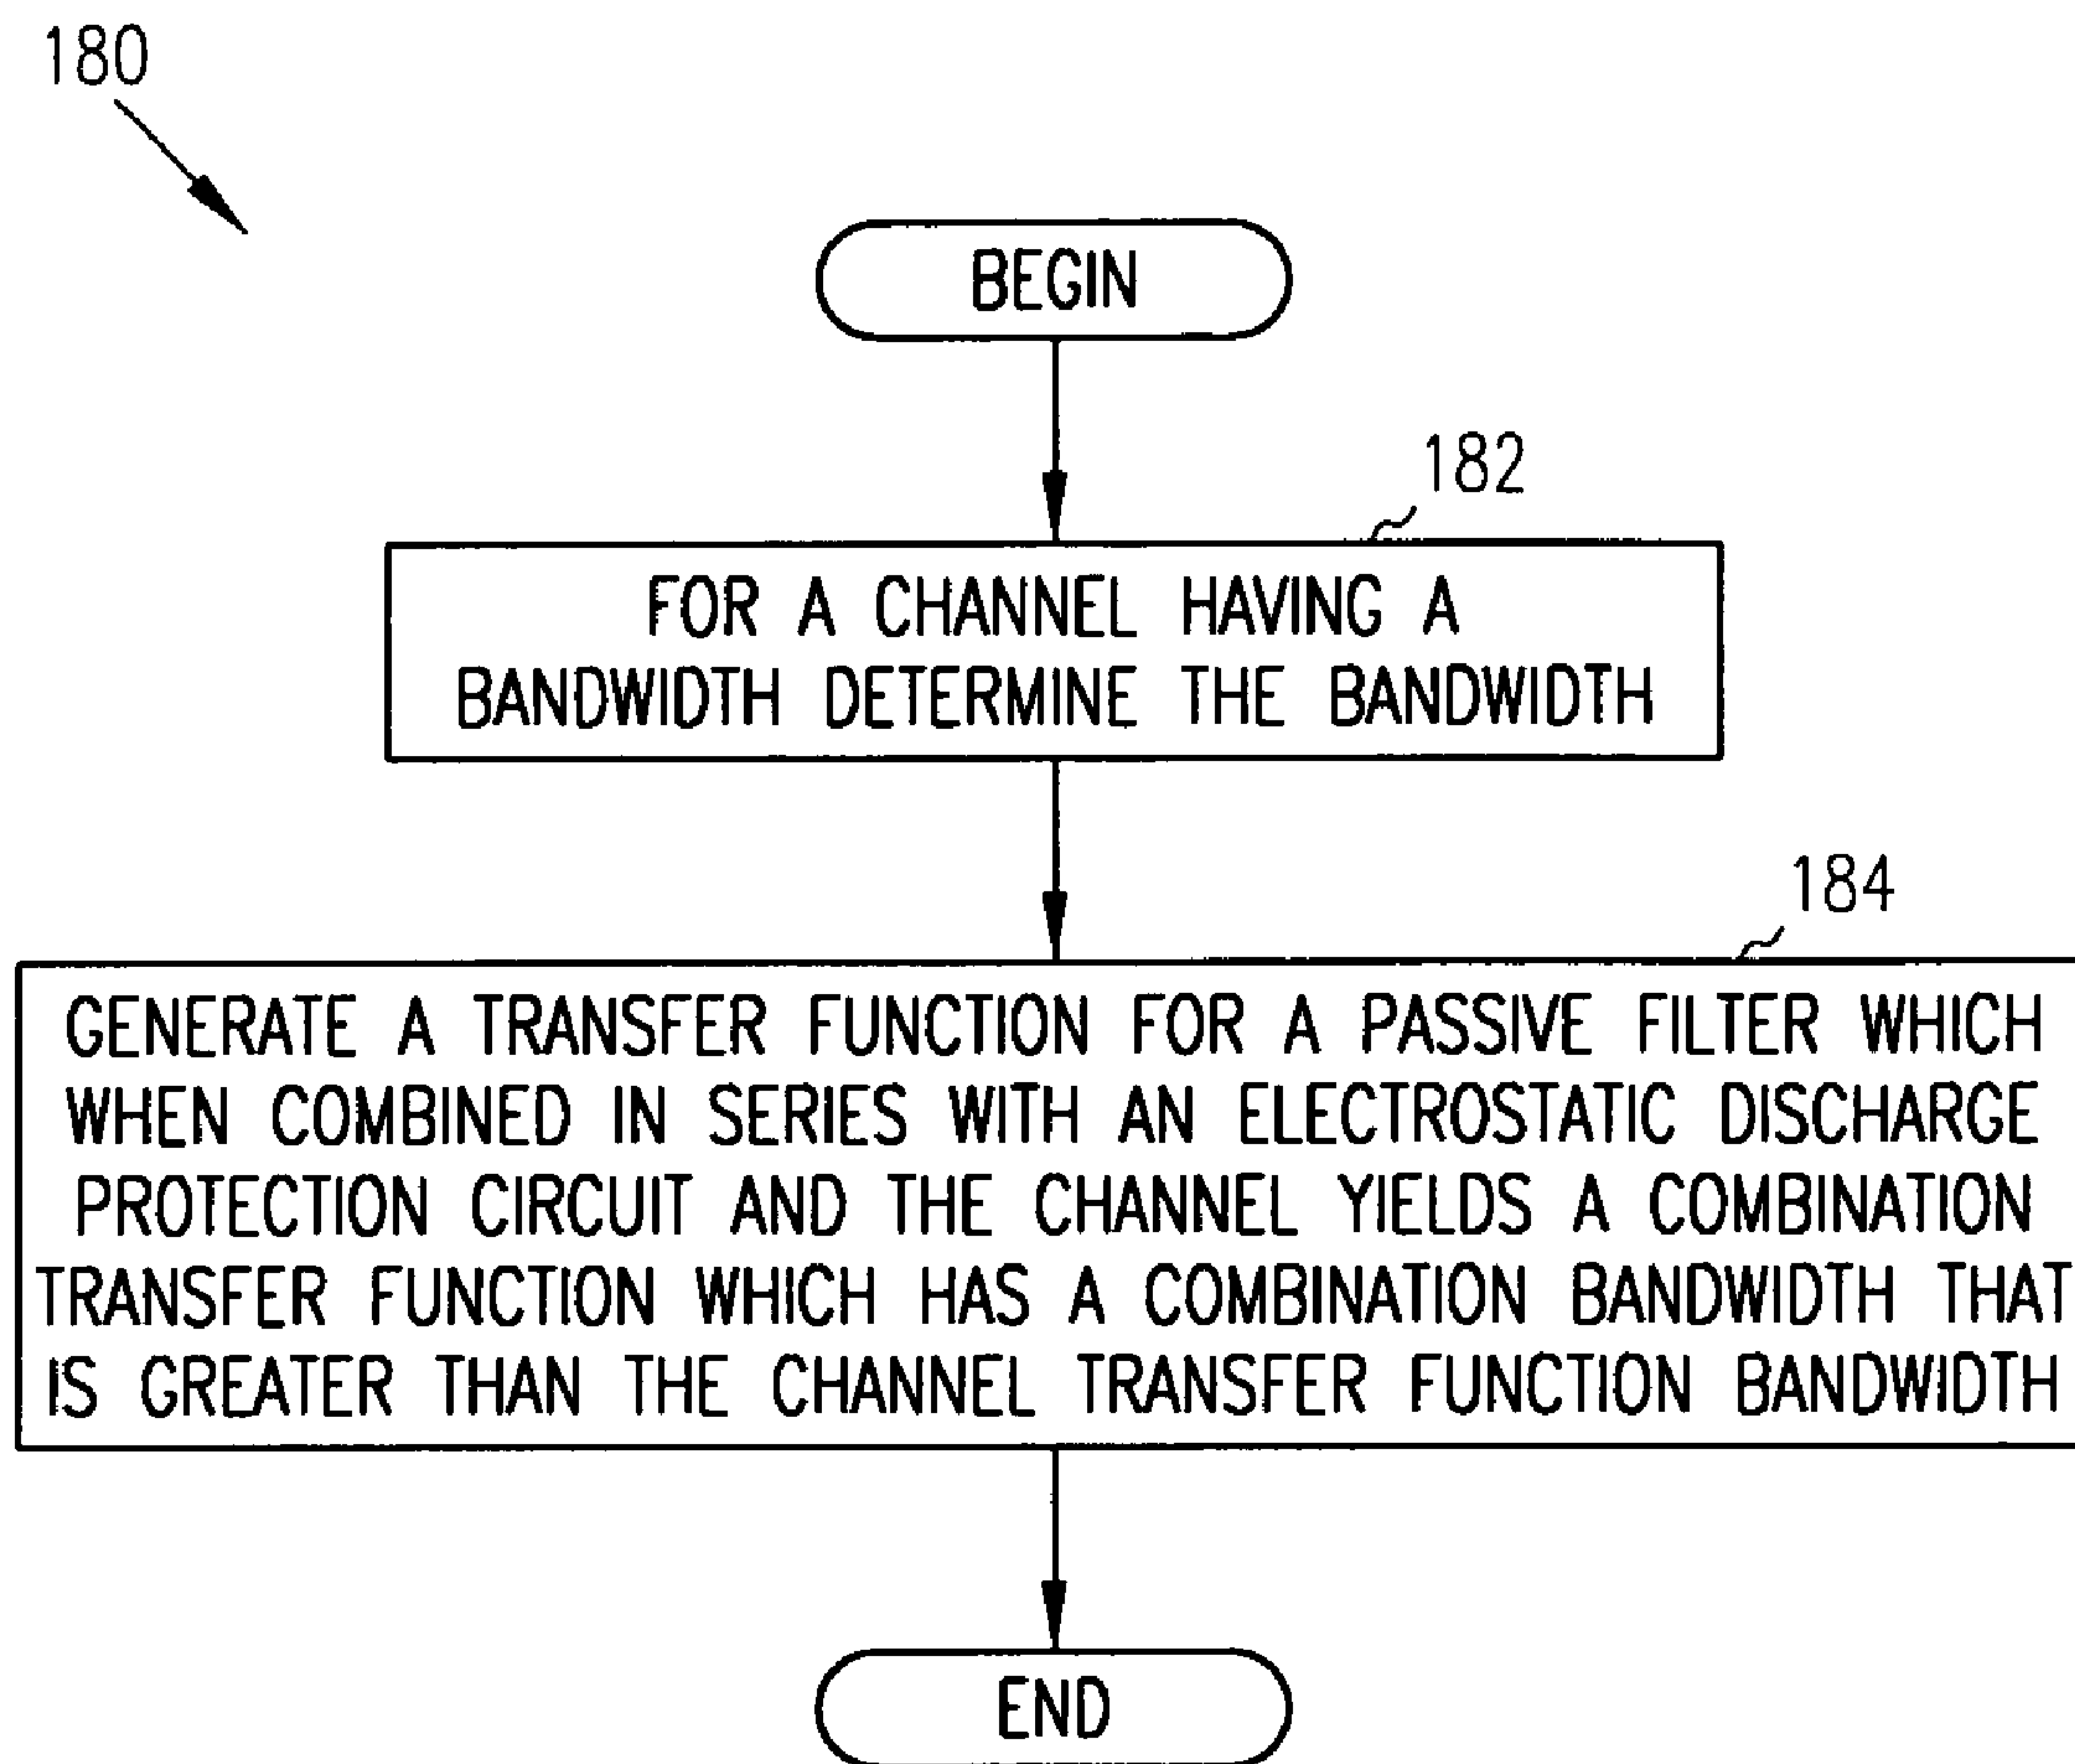 180
BEGIN
182
FOR A CHANNEL HAVING A
BANDWIDTH DETERMINE THE BANDWIDTH
184
GENERATE A TRANSFER FUNCTION FOR A PASSIVE FILTER WHICH
WHEN COMBINED IN SERIES WITH AN ELECTROSTATIC DISCHARGE
PROTECTION CIRCUIT AND THE CHANNEL YIELDS A COMBINATION
TRANSFER FUNCTION WHICH HAS A COMBINATION BANDWIDTH THAT
IS GREATER THAN THE CHANNEL TRANSFER FUNCTION BANDWIDTH
END